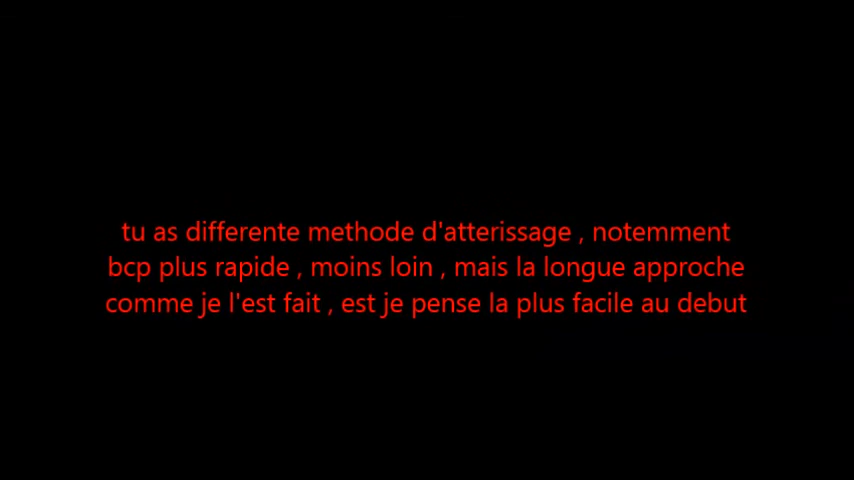 tu as differente methode d'atterissage , notemment
bcp plus rapide , moins loin , mais la longue approche
comme je l'est fait , est je pense la plus facile au debut